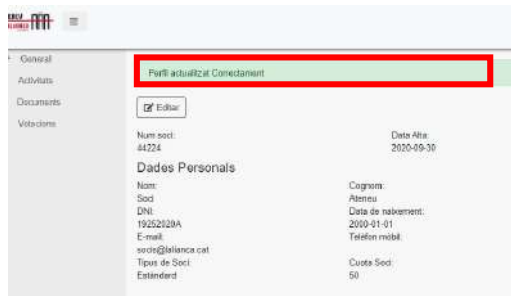 General
Activitats
Documents
Votacions
Perfil actualitzat Correctament
Editar
Num soci: Data Alta:
44224 2020-09-30
Dades Personals
Nom: Cognom:
Soci Ateneu
DNI: Data de naixement:
19252020A 2000-01-01
E-mail: Telèfon mòbil:
socis@lalianca.cat
Tipus de Soci: Cuota Soci:
Estàndard 50